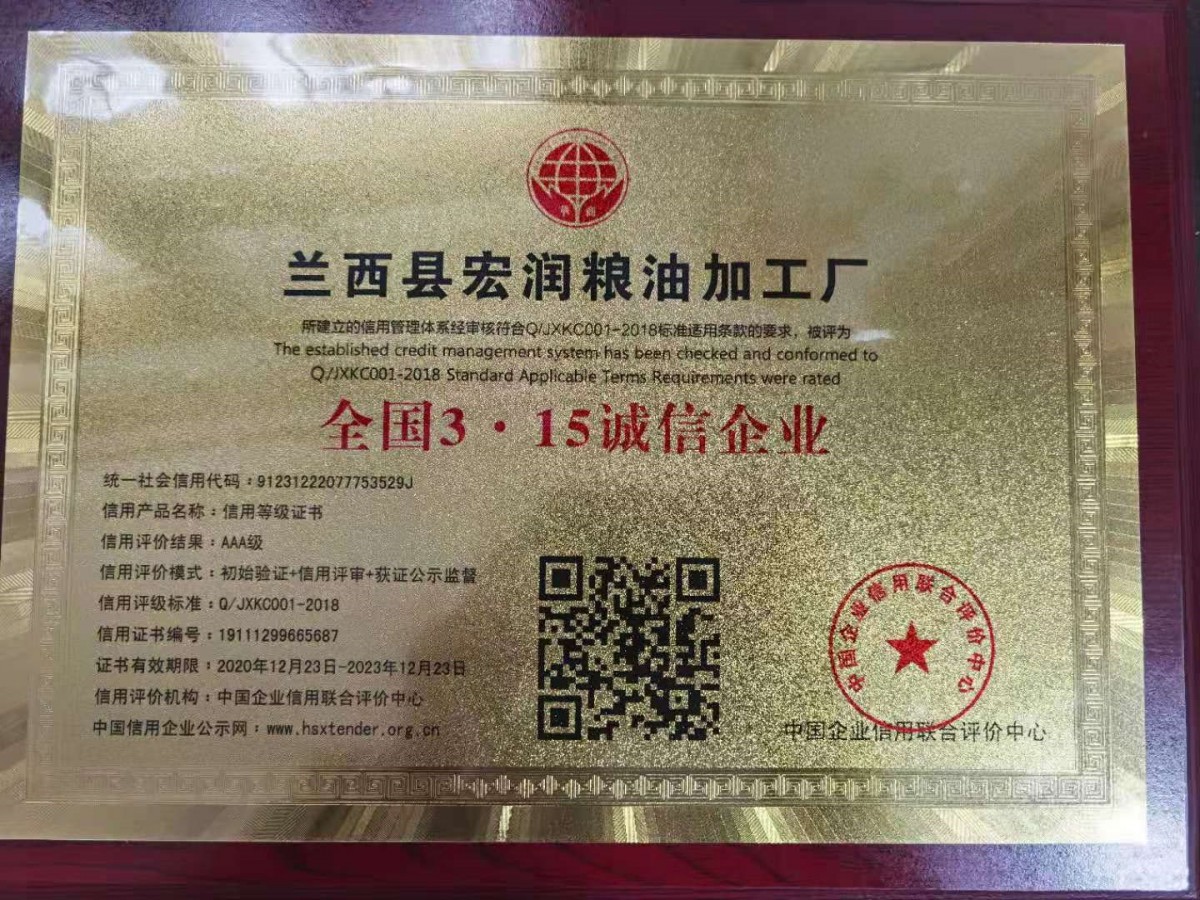 华商
兰西县宏润粮油加工厂
所建立的信用管理体系经审核符合Q/JXKC001-2018标准适用条款的要求，被评为
The established credit management system has been checked and conformed to
Q/JXKC001-2018 Standard Applicable Terms Requirements were rated
全国3·15诚信企业
统一社会信用代码：91231222077753529J
信用产品名称：信用等级证书
信用评价结果：AAA级
信用评价模式：初始验证+信用评审+获证公示监督
信用评级标准：Q/JXKC001-2018
信用证书编号：19111299665687
证书有效期限：2020年12月23日-2023年12月23日
信用评价机构：中国企业信用联合评价中心
中国信用企业公示网：www.hsxtender.org.cn
中国企业信用联合评价中心
中国企业信用联合评价中心